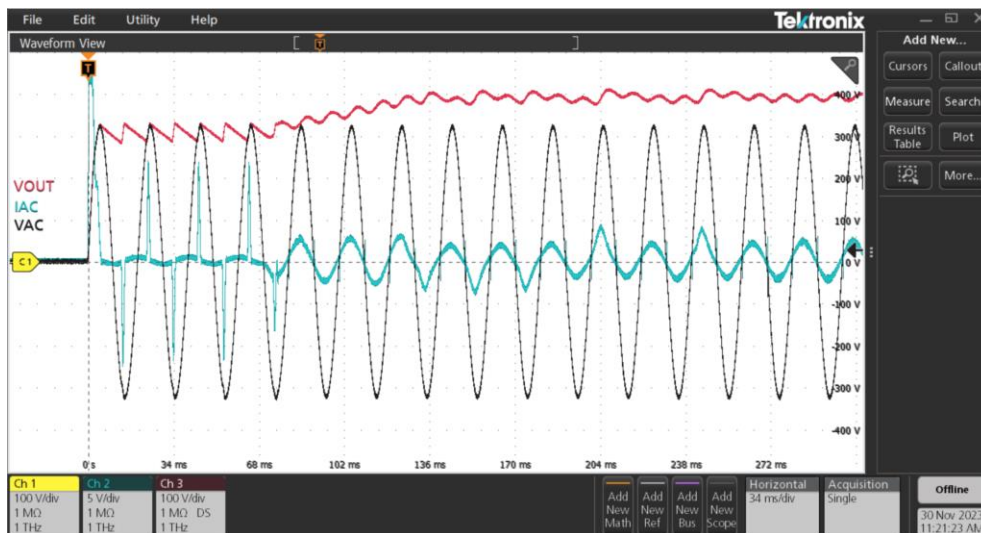 File Edit Utility Help
Tektronix
Waveform View
Add New...
Cursors Callout
Measure Search
Results Table Plot
More...
T
T
400 V
300 V
200 V
100 V
0 V
-100 V
-200 V
-300 V
-400 V
VOUT
IAC
VAC
C1
0 s 34 ms 68 ms 102 ms 136 ms 170 ms 204 ms 238 ms 272 ms
Ch 1
100 V/div
1 MΩ
1 THz
Ch 2
5 V/div
1 MΩ
1 THz
Ch 3
100 V/div
1 MΩ DS
1 THz
Add New Math
Add New Ref
Add New Bus
Add New Scope
Horizontal
34 ms/div
Acquisition
Single
Offline
30 Nov 2023
11:21:23 AM